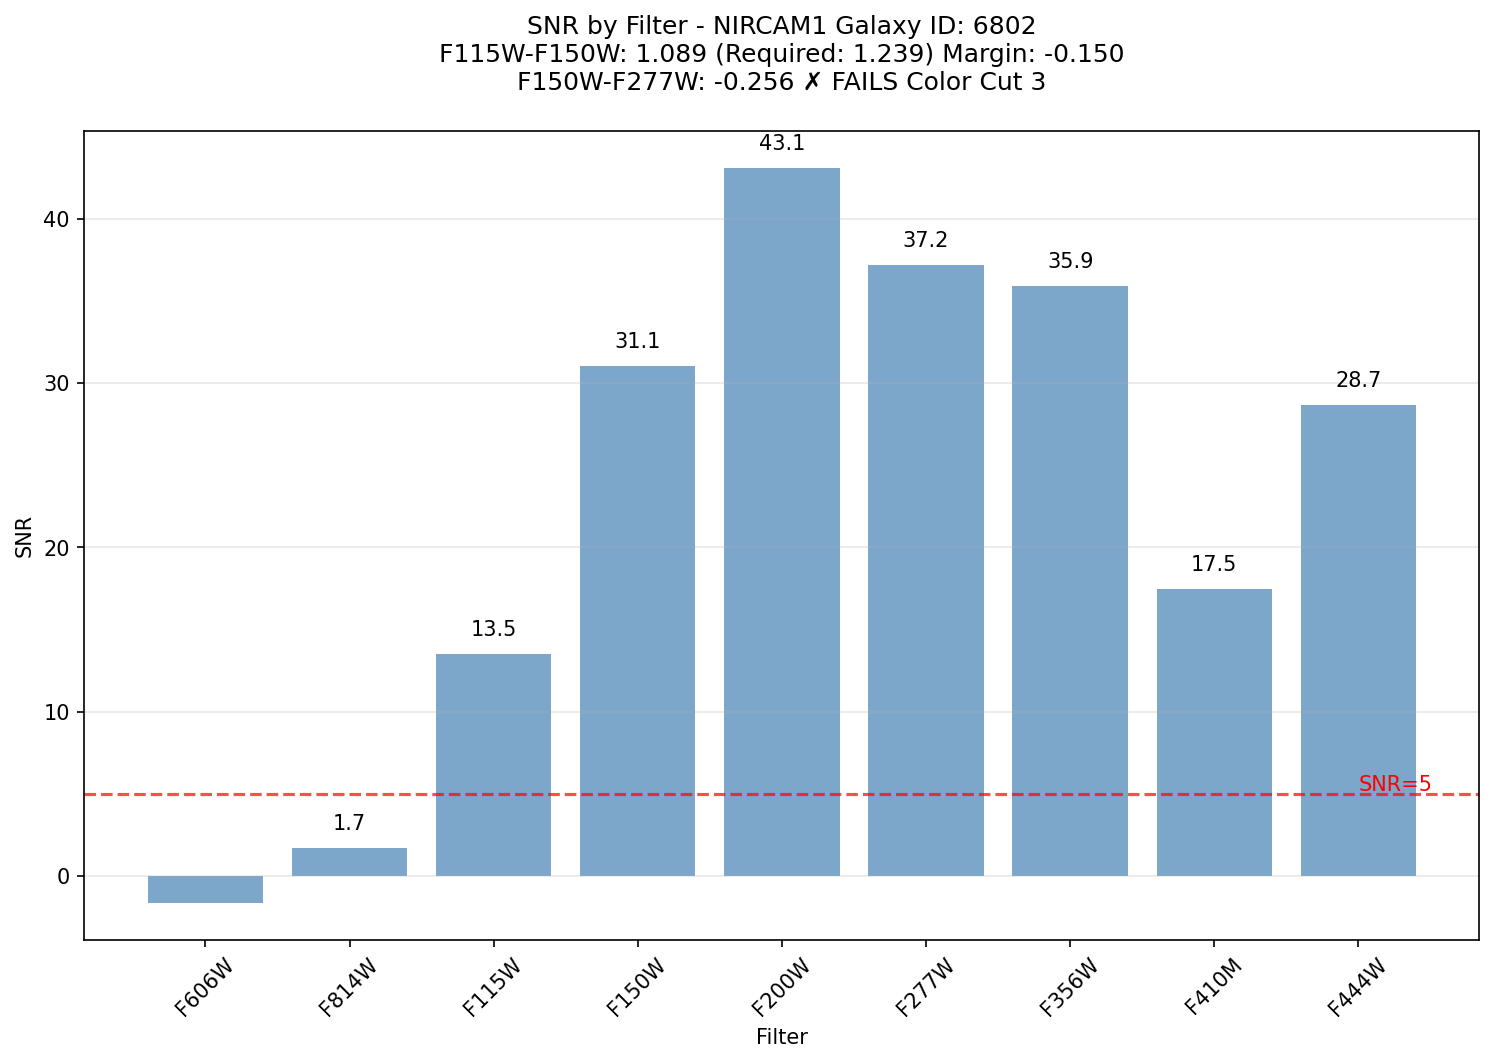 SNR by Filter - NIRCAM1 Galaxy ID: 6802
F115W-F150W: 1.089 (Required: 1.239) Margin: -0.150
F150W-F277W: -0.256 ✗ FAILS Color Cut 3
43.1
40
37.2
35.9
31.1
30
28.7
SNR
20
17.5
13.5
10
SNR=5
1.7
0
F606W
F814W
F115W
F150W
F200W
F277W
F356W
F410M
F444W
Filter